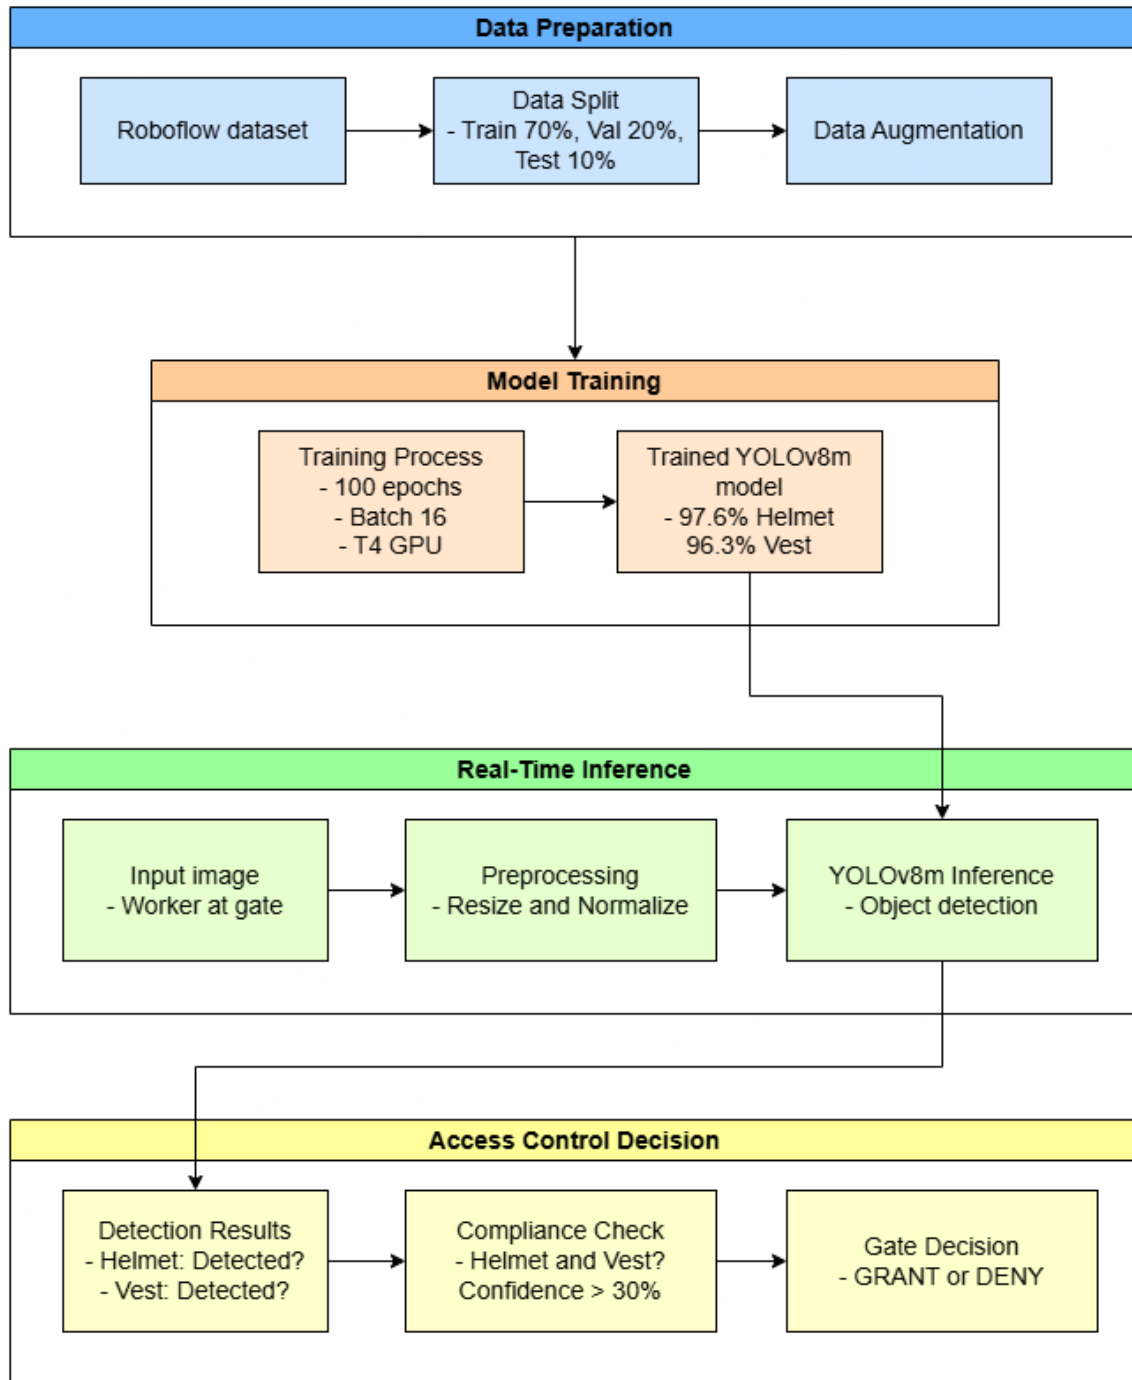 Data Preparation
Roboflow dataset
Data Split
- Train 70%, Val 20%,
Test 10%
Data Augmentation
Model Training
Training Process
- 100 epochs
- Batch 16
- T4 GPU
Trained YOLOv8m
model
- 97.6% Helmet
96.3% Vest
Real-Time Inference
Input image
- Worker at gate
Preprocessing
- Resize and Normalize
YOLOv8m Inference
- Object detection
Access Control Decision
Detection Results
- Helmet: Detected?
- Vest: Detected?
Compliance Check
- Helmet and Vest?
Confidence > 30%
Gate Decision
- GRANT or DENY